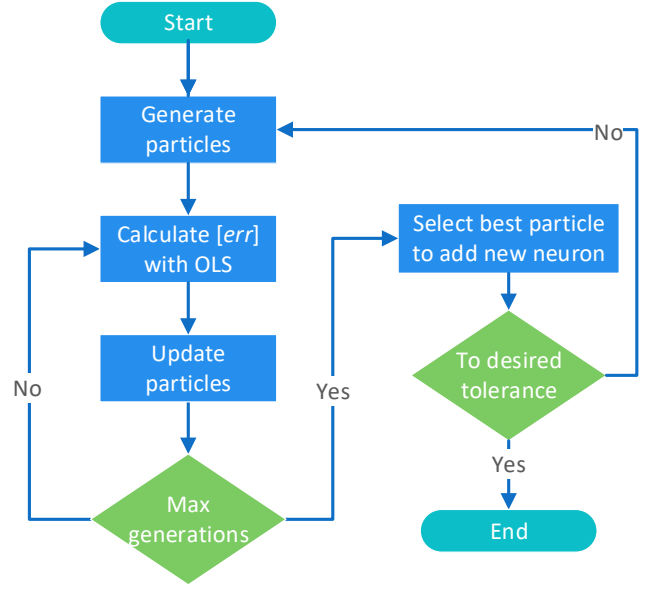 Start
Generate
particles
Calculate [err]
with OLS
Update
particles
No
Max
generations
Yes
Select best particle
to add new neuron
No
To desired
tolerance
Yes
End